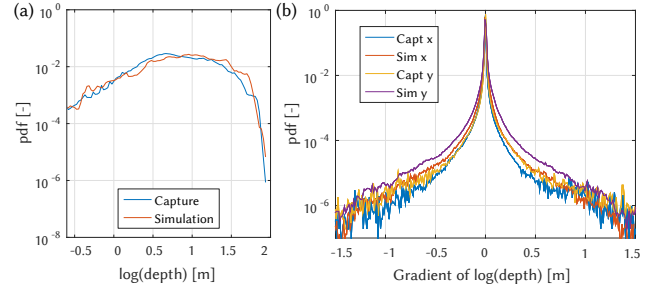 (a)
pdf [-]
10^0
10^-2
10^-4
10^-6
10^-8
Capture
Simulation
-0.5 0 0.5 1.0 1.5 2
log(depth) [m]
(b)
pdf [-]
10^0
10^-2
10^-4
10^-6
Capt x
Sim x
Capt y
Sim y
-1.5 -1 -0.5 0 0.5 1 1.5
Gradient of log(depth) [m]